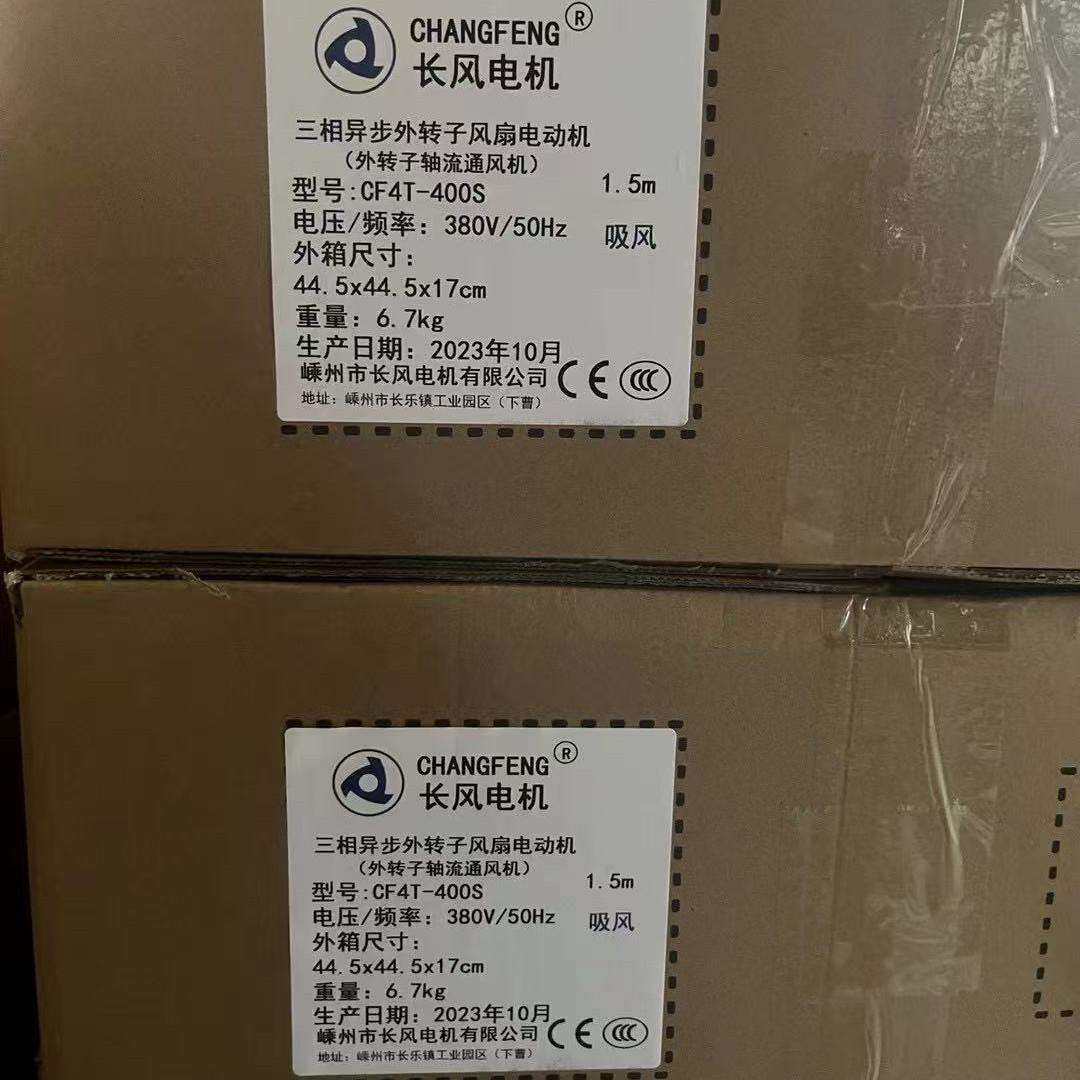 CHANGFENG®
长风电机
三相异步外转子风扇电动机
（外转子轴流通风机）
型号:CF4T-400S
1.5m
电压/频率：380V/50Hz
吸风
外箱尺寸：
44.5x44.5x17cm
重量：6.7kg
生产日期：2023年10月
嵊州市长风电机有限公司 CE CCC
地址：嵊州市长乐镇工业园区（下曹）
CHANGFENG®
长风电机
三相异步外转子风扇电动机
（外转子轴流通风机）
1.5m
型号:CF4T-400S
电压/频率：380V/50Hz
吸风
外箱尺寸：
44.5x44.5x17cm
重量：6.7kg
生产日期：2023年10月
嵊州市长风电机有限公司 CE CCC
地址：嵊州市长乐镇工业园区（下曹）